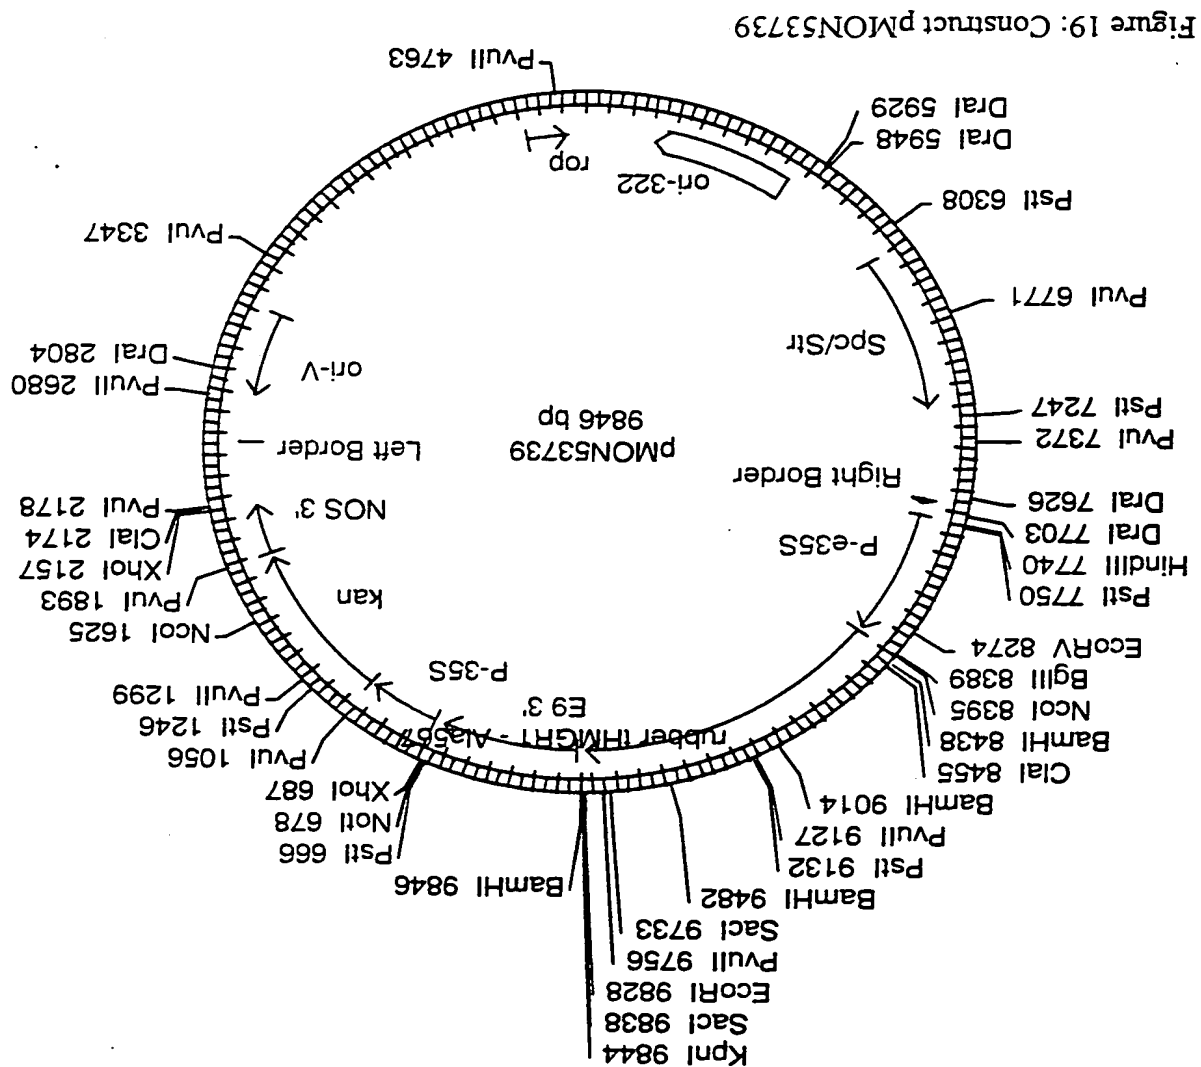 KpnI 9844
SacI 9838
EcoRI 9828
PvuII 9756
SacI 9733
BamHI 9482
PstI 9132
PvuII 9127
BamHI 9014
ClaI 8455
BamHI 8438
NcoI 8395
BglII 8389
EcoRV 8274
PstI 7750
HindIII 7740
DraI 7703
DraI 7626
PvuI 7372
PstI 7247
PvuI 6771
PstI 6308
DraI 5948
DraI 5929
BamHI 9846
PstI 666
NotI 678
XhoI 687
PvuI 1056
PstI 1246
PvuII 1299
NcoI 1625
PvuI 1893
XhoI 2157
ClaI 2174
PvuI 2178
PvuII 2680
DraI 2804
PvuI 3347
PvuII 4763
rubber tHMGR1 -
E9 3'
P-35S
kan
NOS 3'
Left Border
ori-V
rop
ori-322
Spc/Str
Right Border
P-e35S
pMON53739
9846 bp
Figure 19: Construct pMON53739